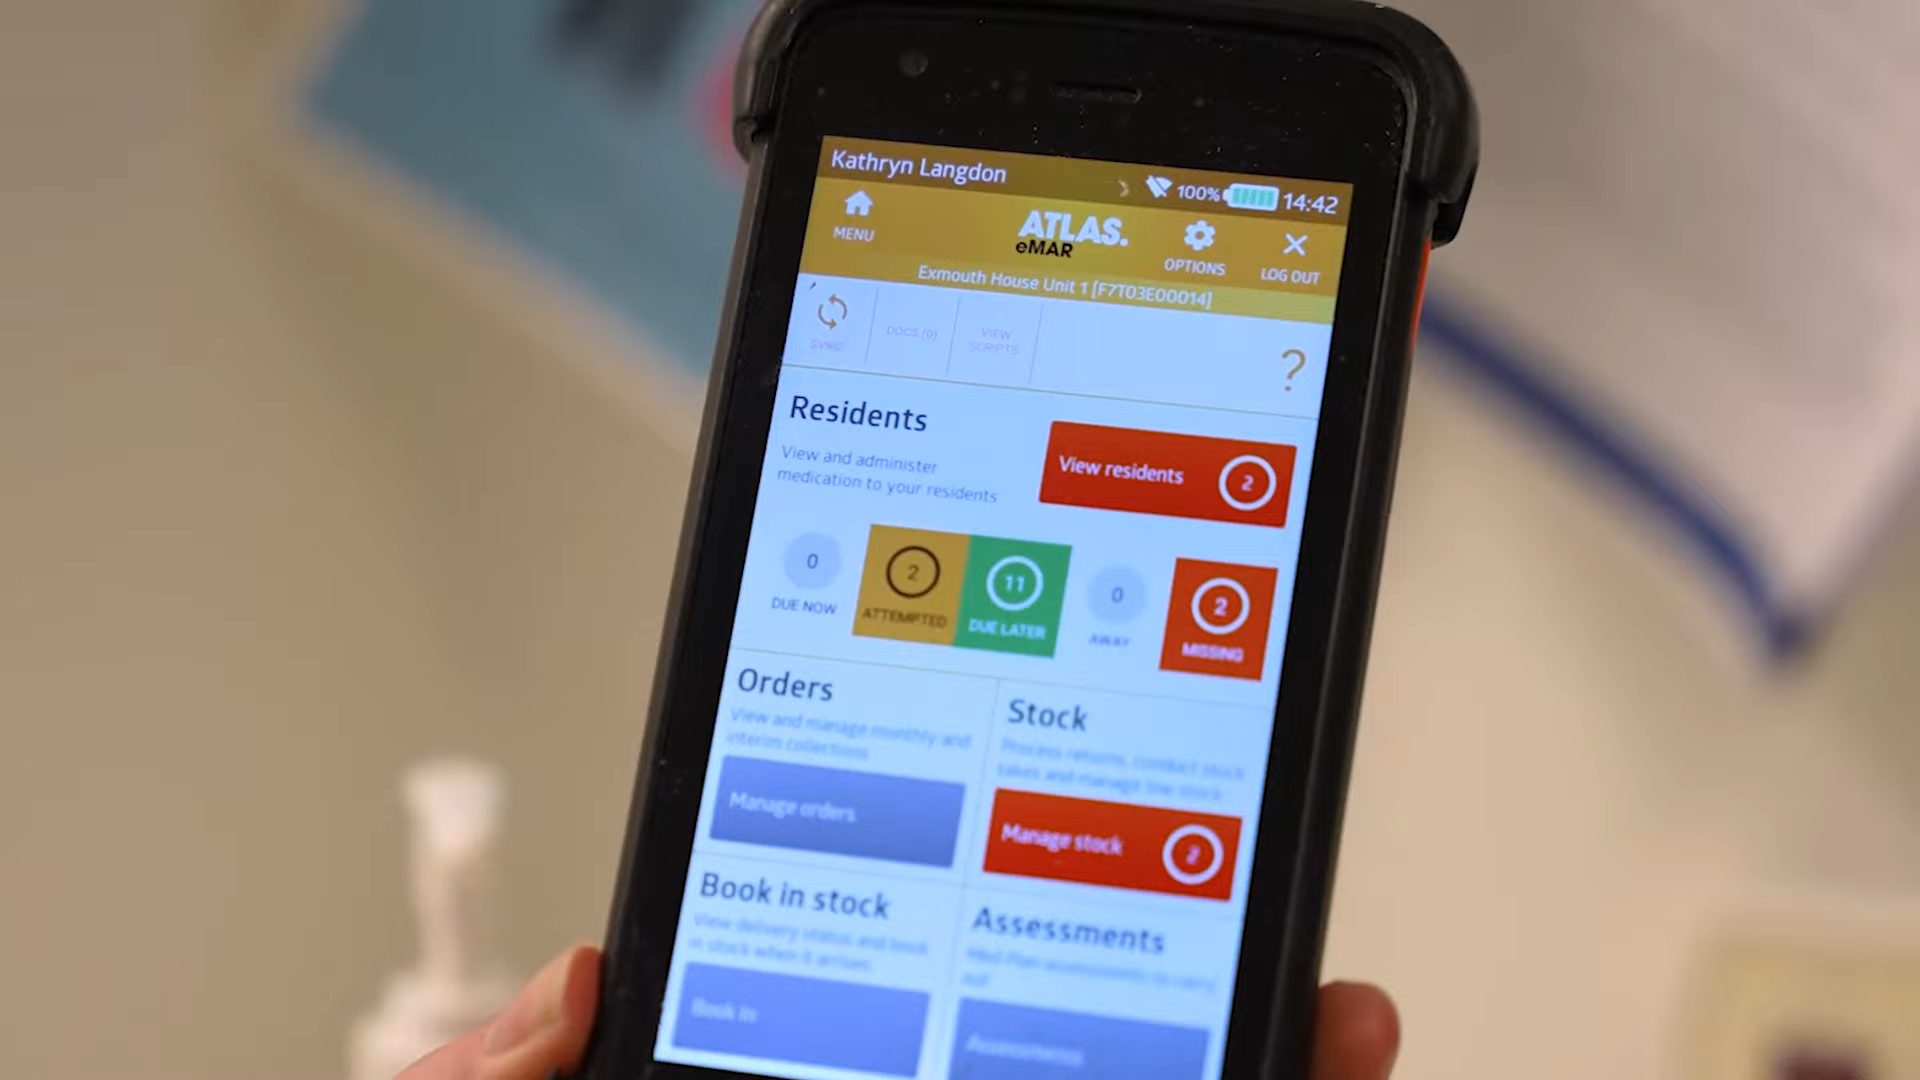 Kathryn Langdon
100%
14:42
MENU
ATLAS.
eMAR
OPTIONS
LOG OUT
Exmouth House Unit 1 [F7T03E00014]
SYNC
DOCS (0)
VIEW
SCRIPTS
?
Residents
View and administer
medication to your residents
View residents
2
0
DUE NOW
2
ATTEMPTED
11
DUE LATER
0
AWAY
2
MISSING
Orders
View and manage monthly and
interim collections
Manage orders
Stock
Process returns, conduct stock
takes and manage low stock
Manage stock
2
Book in stock
View delivery status and book
in stock when it arrives
Book in
Assessments
Med-Plan assessments to carry
out
Assessments